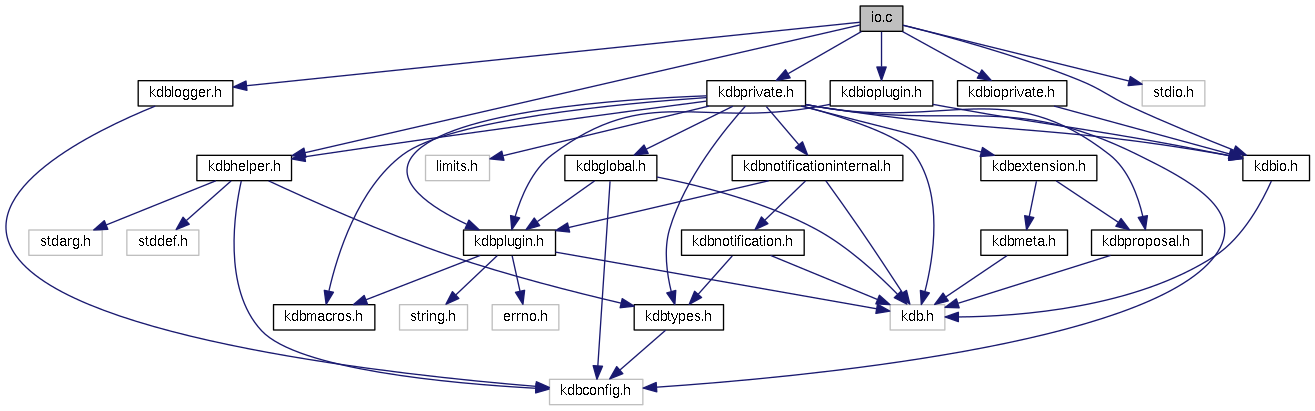 io.c
kdblogger.h
kdbprivate.h
kdbioplugin.h
kdbioprivate.h
stdio.h
kdbhelper.h
limits.h
kdbglobal.h
kdbnotificationinternal.h
kdbextension.h
kdbio.h
stdarg.h
stddef.h
kdbplugin.h
kdbnotification.h
kdbmeta.h
kdbproposal.h
kdbmacros.h
string.h
errno.h
kdbtypes.h
kdb.h
kdbconfig.h